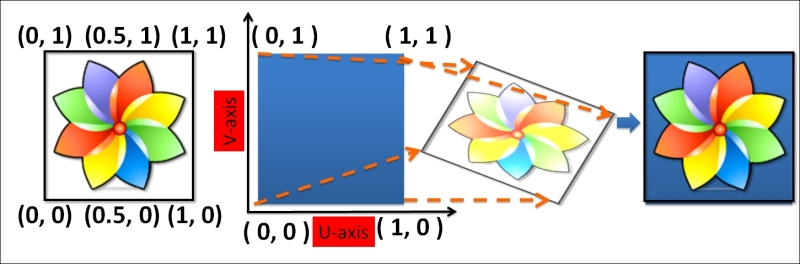 (0, 1) (0.5, 1) (1, 1)
(0, 0) (0.5, 0) (1, 0)
V-axis
( 0, 1 )
( 1, 1 )
( 0, 0 )
U-axis
( 1, 0 )